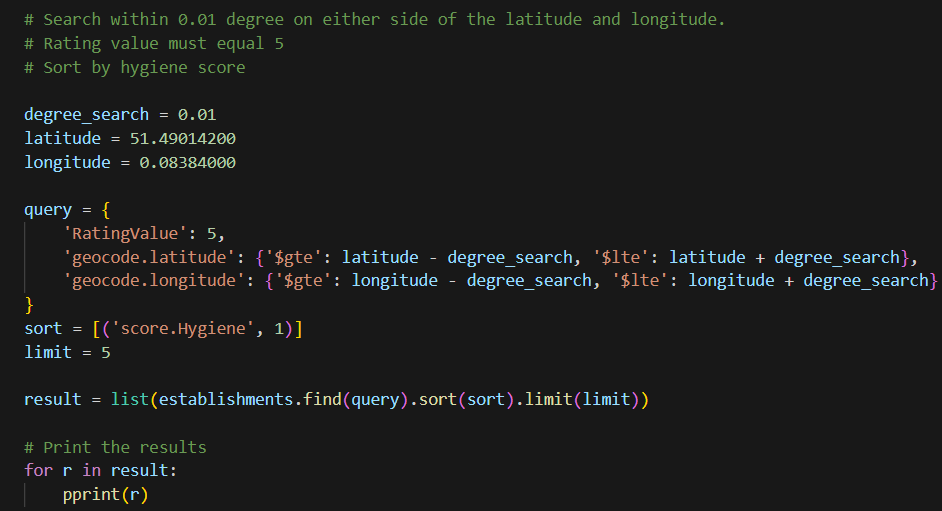 # Search within 0.01 degree on either side of the latitude and longitude.
# Rating value must equal 5
# Sort by hygiene score

degree_search = 0.01
latitude = 51.49014200
longitude = 0.08384000

query = {
    'RatingValue': 5,
    'geocode.latitude': {'$gte': latitude - degree_search, '$lte': latitude + degree_search},
    'geocode.longitude': {'$gte': longitude - degree_search, '$lte': longitude + degree_search}
}
sort = [('score.Hygiene', 1)]
limit = 5

result = list(establishments.find(query).sort(sort).limit(limit))

# Print the results
for r in result:
    pprint(r)